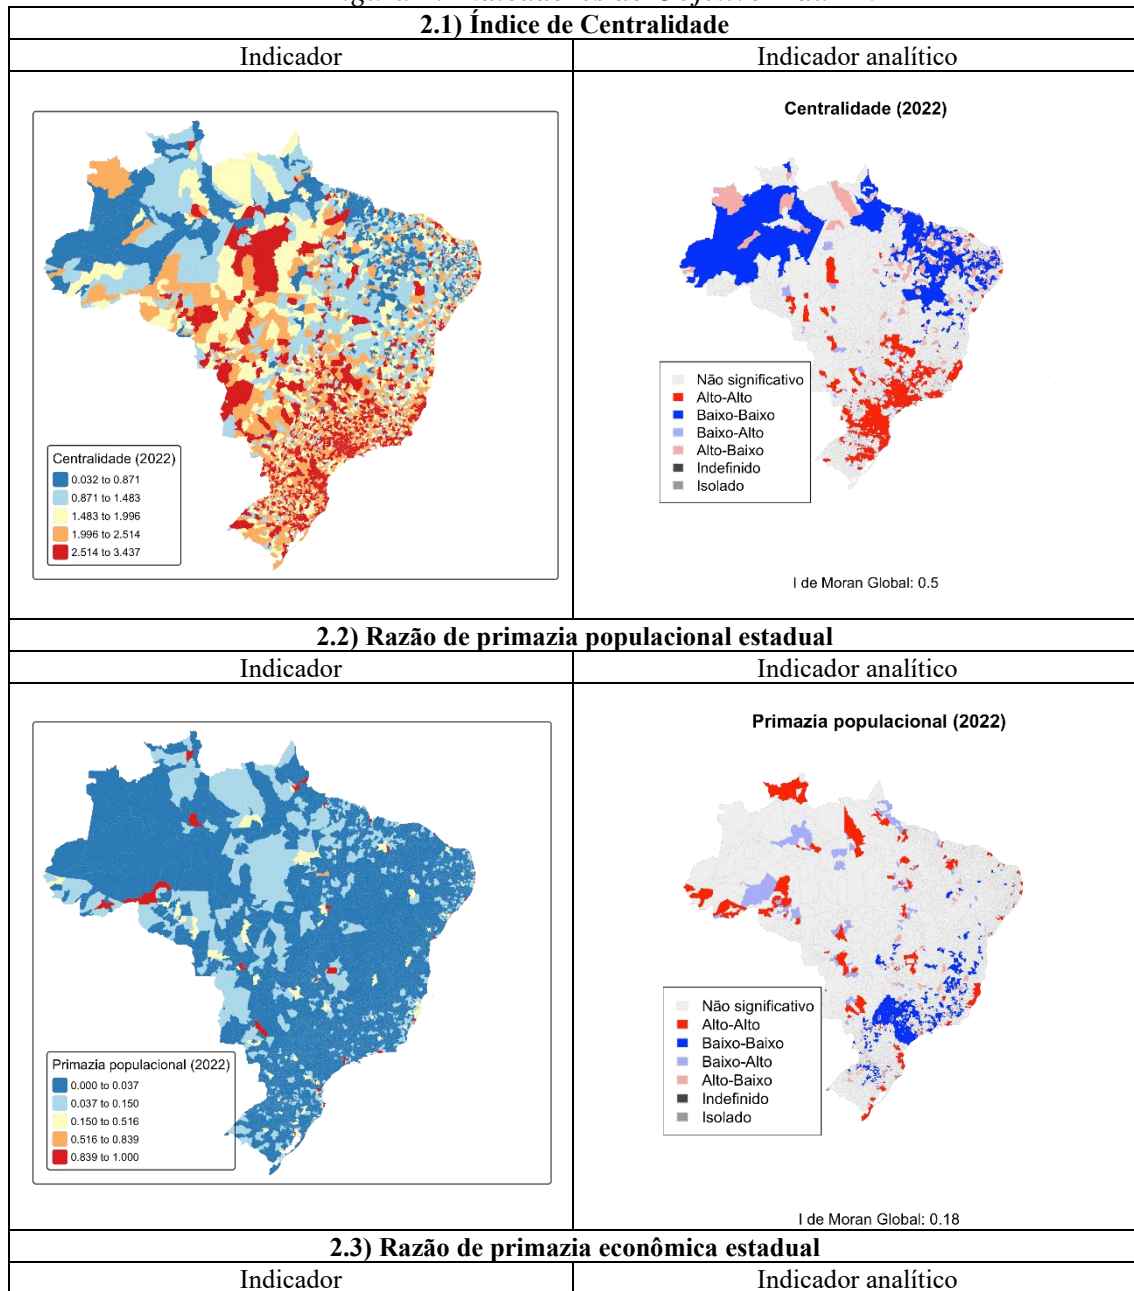 2.1) Índice de Centralidade
Indicador
Indicador analítico
Centralidade (2022)
0.032 to 0.871
0.871 to 1.483
1.483 to 1.996
1.996 to 2.514
2.514 to 3.437
Centralidade (2022)
Não significativo
Alto-Alto
Baixo-Baixo
Baixo-Alto
Alto-Baixo
Indefinido
Isolado
I de Moran Global: 0.5
2.2) Razão de primazia populacional estadual
Indicador
Indicador analítico
Primazia populacional (2022)
0.000 to 0.037
0.037 to 0.150
0.150 to 0.516
0.516 to 0.839
0.839 to 1.000
Primazia populacional (2022)
Não significativo
Alto-Alto
Baixo-Baixo
Baixo-Alto
Alto-Baixo
Indefinido
Isolado
I de Moran Global: 0.18
2.3) Razão de primazia econômica estadual
Indicador
Indicador analítico